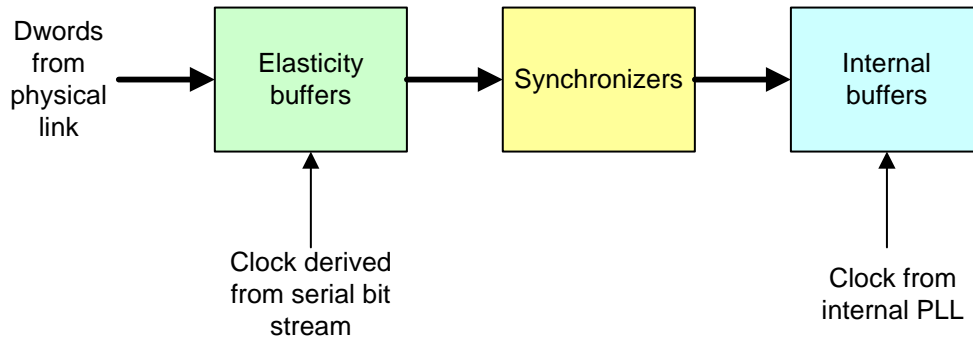 Dwords
from
physical
link
Elasticity
buffers
Synchronizers
Internal
buffers
Clock derived
from serial bit
stream
Clock from
internal PLL